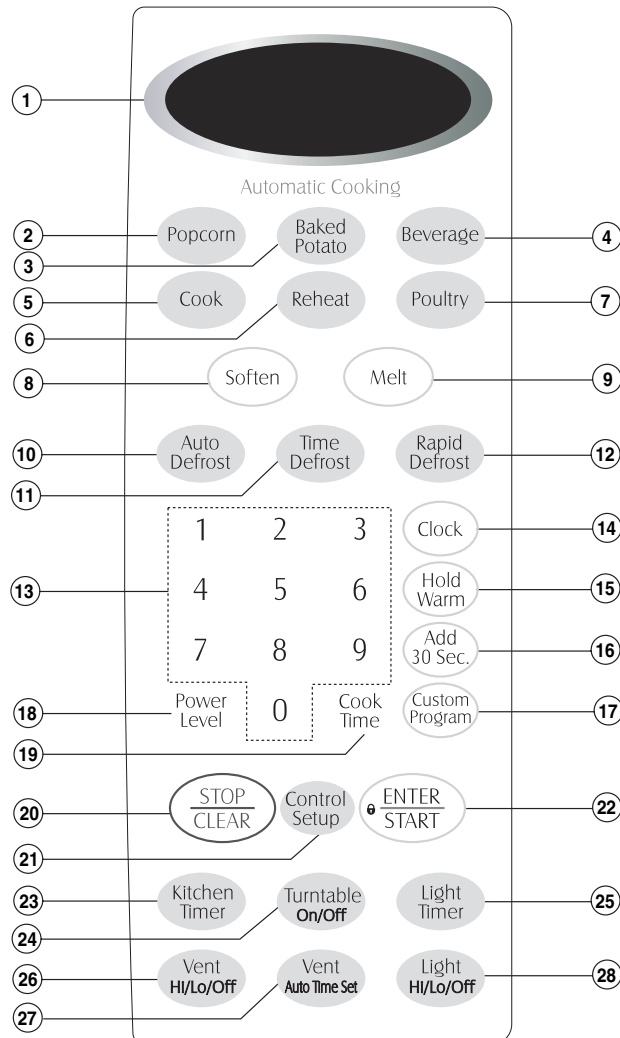 1
Automatic Cooking
2 Popcorn Baked Beverage 4
3 Potato
5 Cook Reheat Poultry 7
6
8 Soften Melt 9
Auto Time Rapid
10 Defrost Defrost Defrost 12
11
1 2 3 Clock 14
13 4 5 6 Hold 15
Warm
7 8 9 Add 16
30 Sec.
18 Power 0 Cook Custom 17
Level Time Program
19
20 STOP Control ENTER 22
CLEAR Setup START
21
23 Kitchen Turntable Light 25
Timer On/Off Timer
24
26 Vent Vent Light 28
HI/Lo/Off Auto Time Set HI/Lo/Off
27